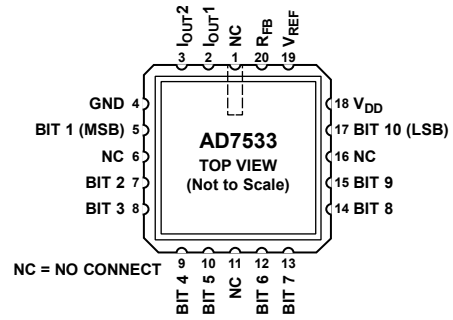 IOUT2
IOUT1
NC
RFB
VREF
3 2 1 20 19
GND 4
BIT 1 (MSB) 5
NC 6
BIT 2 7
BIT 3 8
AD7533
TOP VIEW
(Not to Scale)
18 VDD
17 BIT 10 (LSB)
16 NC
15 BIT 9
14 BIT 8
NC = NO CONNECT
9 10 11 12 13
BIT 4
BIT 5
NC
BIT 6
BIT 7